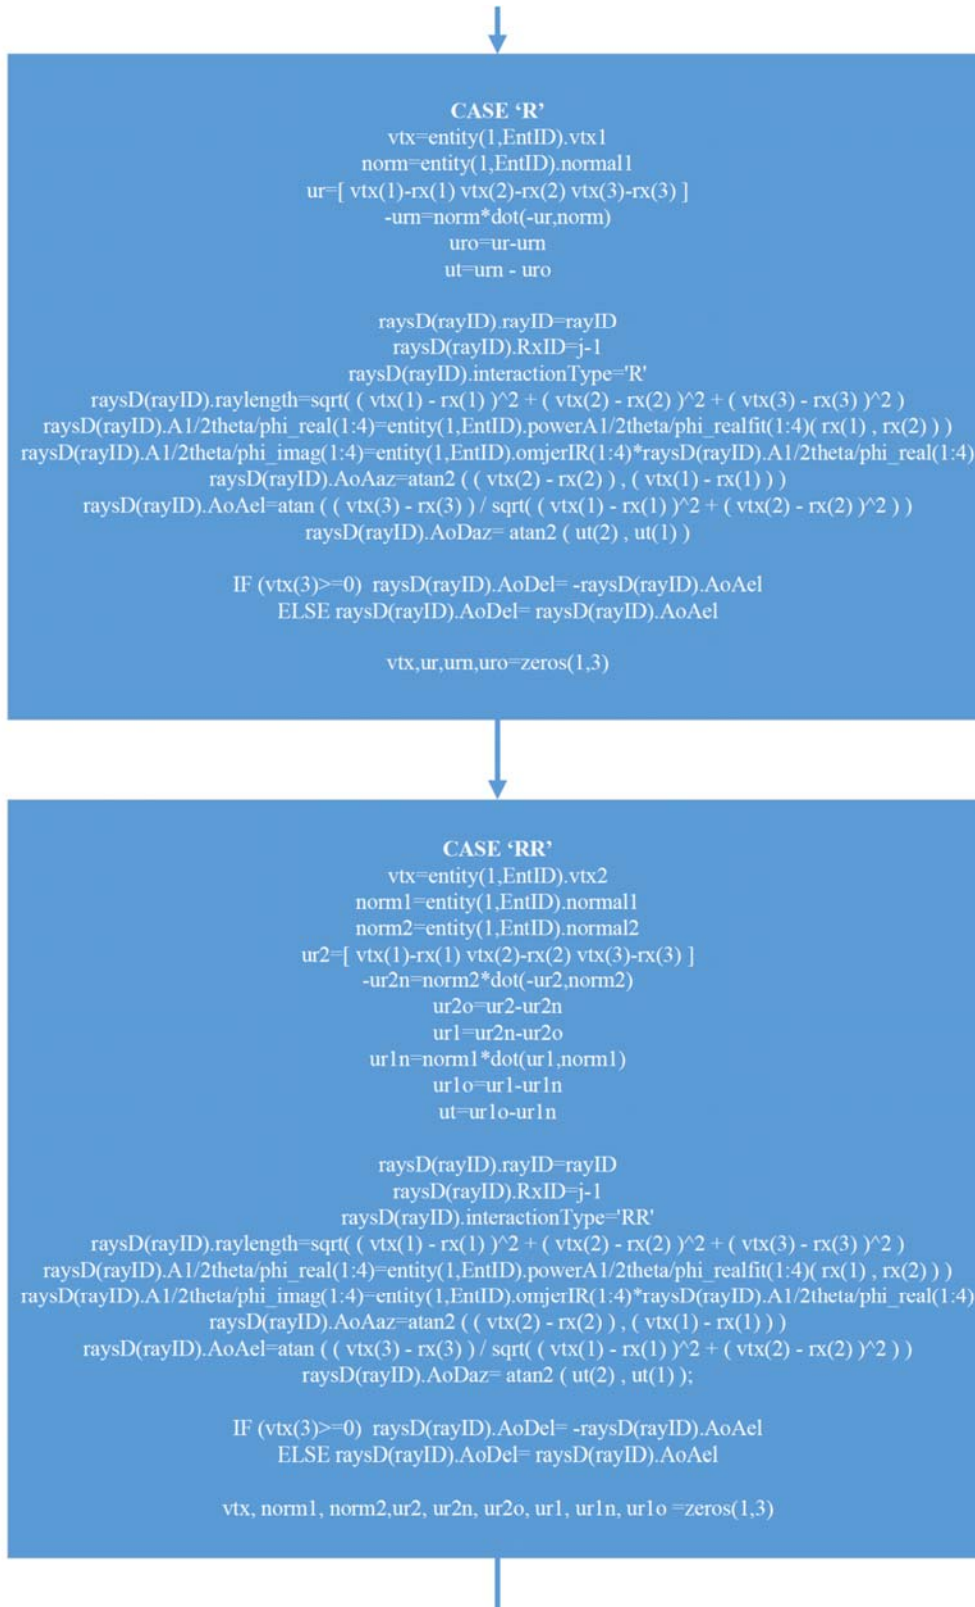 CASE ‘R’
vtx=entity(1,EntID).vtx1
norm=entity(1,EntID).normal1
ur=[ vtx(1)-rx(1) vtx(2)-rx(2) vtx(3)-rx(3) ]
-urn=norm*dot(-ur,norm)
uro=ur-urn
ut=urn - uro
raysD(rayID).rayID=rayID
raysD(rayID).RxID=j-1
raysD(rayID).interactionType='R'
raysD(rayID).raylength=sqrt( ( vtx(1) - rx(1) )^2 + ( vtx(2) - rx(2) )^2 + ( vtx(3) - rx(3) )^2 )
raysD(rayID).A1/2theta/phi_real(1:4)=entity(1,EntID).powerA1/2theta/phi_realfit(1:4)( rx(1) , rx(2) ) )
raysD(rayID).A1/2theta/phi_imag(1:4)=entity(1,EntID).omjerIR(1:4)*raysD(rayID).A1/2theta/phi_real(1:4)
raysD(rayID).AoAaz=atan2 ( ( vtx(2) - rx(2) ) , ( vtx(1) - rx(1) ) )
raysD(rayID).AoAel=atan ( ( vtx(3) - rx(3) ) / sqrt( ( vtx(1) - rx(1) )^2 + ( vtx(2) - rx(2) )^2 ) )
raysD(rayID).AoDaz= atan2 ( ut(2) , ut(1) )
IF (vtx(3)>=0) raysD(rayID).AoDel= -raysD(rayID).AoAel
ELSE raysD(rayID).AoDel= raysD(rayID).AoAel
vtx,ur,urn,uro=zeros(1,3)
CASE ‘RR’
vtx=entity(1,EntID).vtx2
norm1=entity(1,EntID).normal1
norm2=entity(1,EntID).normal2
ur2=[ vtx(1)-rx(1) vtx(2)-rx(2) vtx(3)-rx(3) ]
-ur2n=norm2*dot(-ur2,norm2)
ur2o=ur2-ur2n
ur1=ur2n-ur2o
ur1n=norm1*dot(ur1,norm1)
ur1o=ur1-ur1n
ut=ur1o-ur1n
raysD(rayID).rayID=rayID
raysD(rayID).RxID=j-1
raysD(rayID).interactionType='RR'
raysD(rayID).raylength=sqrt( ( vtx(1) - rx(1) )^2 + ( vtx(2) - rx(2) )^2 + ( vtx(3) - rx(3) )^2 )
raysD(rayID).A1/2theta/phi_real(1:4)=entity(1,EntID).powerA1/2theta/phi_realfit(1:4)( rx(1) , rx(2) ) )
raysD(rayID).A1/2theta/phi_imag(1:4)=entity(1,EntID).omjerIR(1:4)*raysD(rayID).A1/2theta/phi_real(1:4)
raysD(rayID).AoAaz=atan2 ( ( vtx(2) - rx(2) ) , ( vtx(1) - rx(1) ) )
raysD(rayID).AoAel=atan ( ( vtx(3) - rx(3) ) / sqrt( ( vtx(1) - rx(1) )^2 + ( vtx(2) - rx(2) )^2 ) )
raysD(rayID).AoDaz= atan2 ( ut(2) , ut(1) );
IF (vtx(3)>=0) raysD(rayID).AoDel= -raysD(rayID).AoAel
ELSE raysD(rayID).AoDel= raysD(rayID).AoAel
vtx, norm1, norm2,ur2, ur2n, ur2o, ur1, ur1n, ur1o =zeros(1,3)